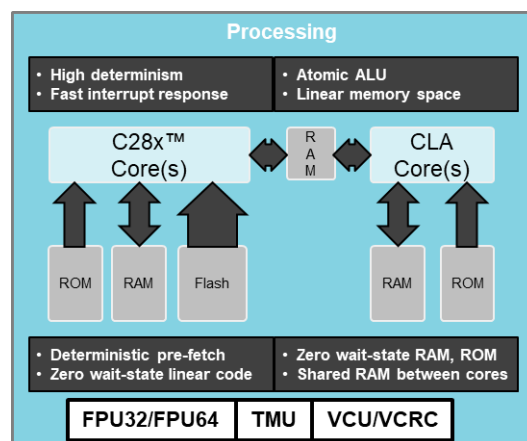 Processing
• High determinism
• Fast interrupt response
• Atomic ALU
• Linear memory space
C28x™
Core(s)
R
A
M
CLA
Core(s)
ROM
RAM
Flash
RAM
ROM
• Deterministic pre-fetch
• Zero wait-state linear code
• Zero wait-state RAM, ROM
• Shared RAM between cores
FPU32/FPU64
TMU
VCU/VCRC